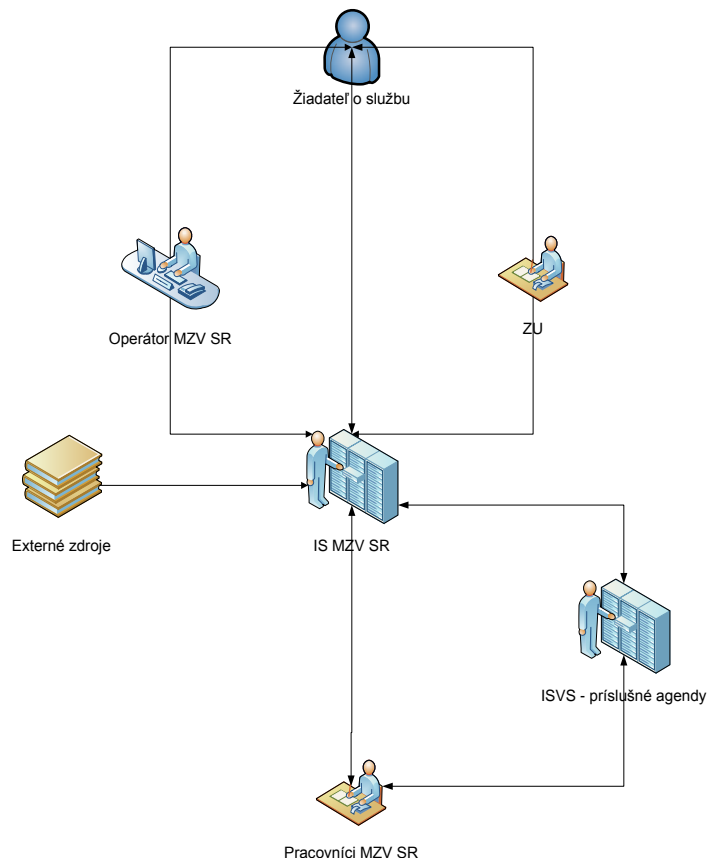 Žiadateľ o službu
Operátor MZV SR
ZU
Externé zdroje
IS MZV SR
ISVS - príslušné agendy
Pracovníci MZV SR